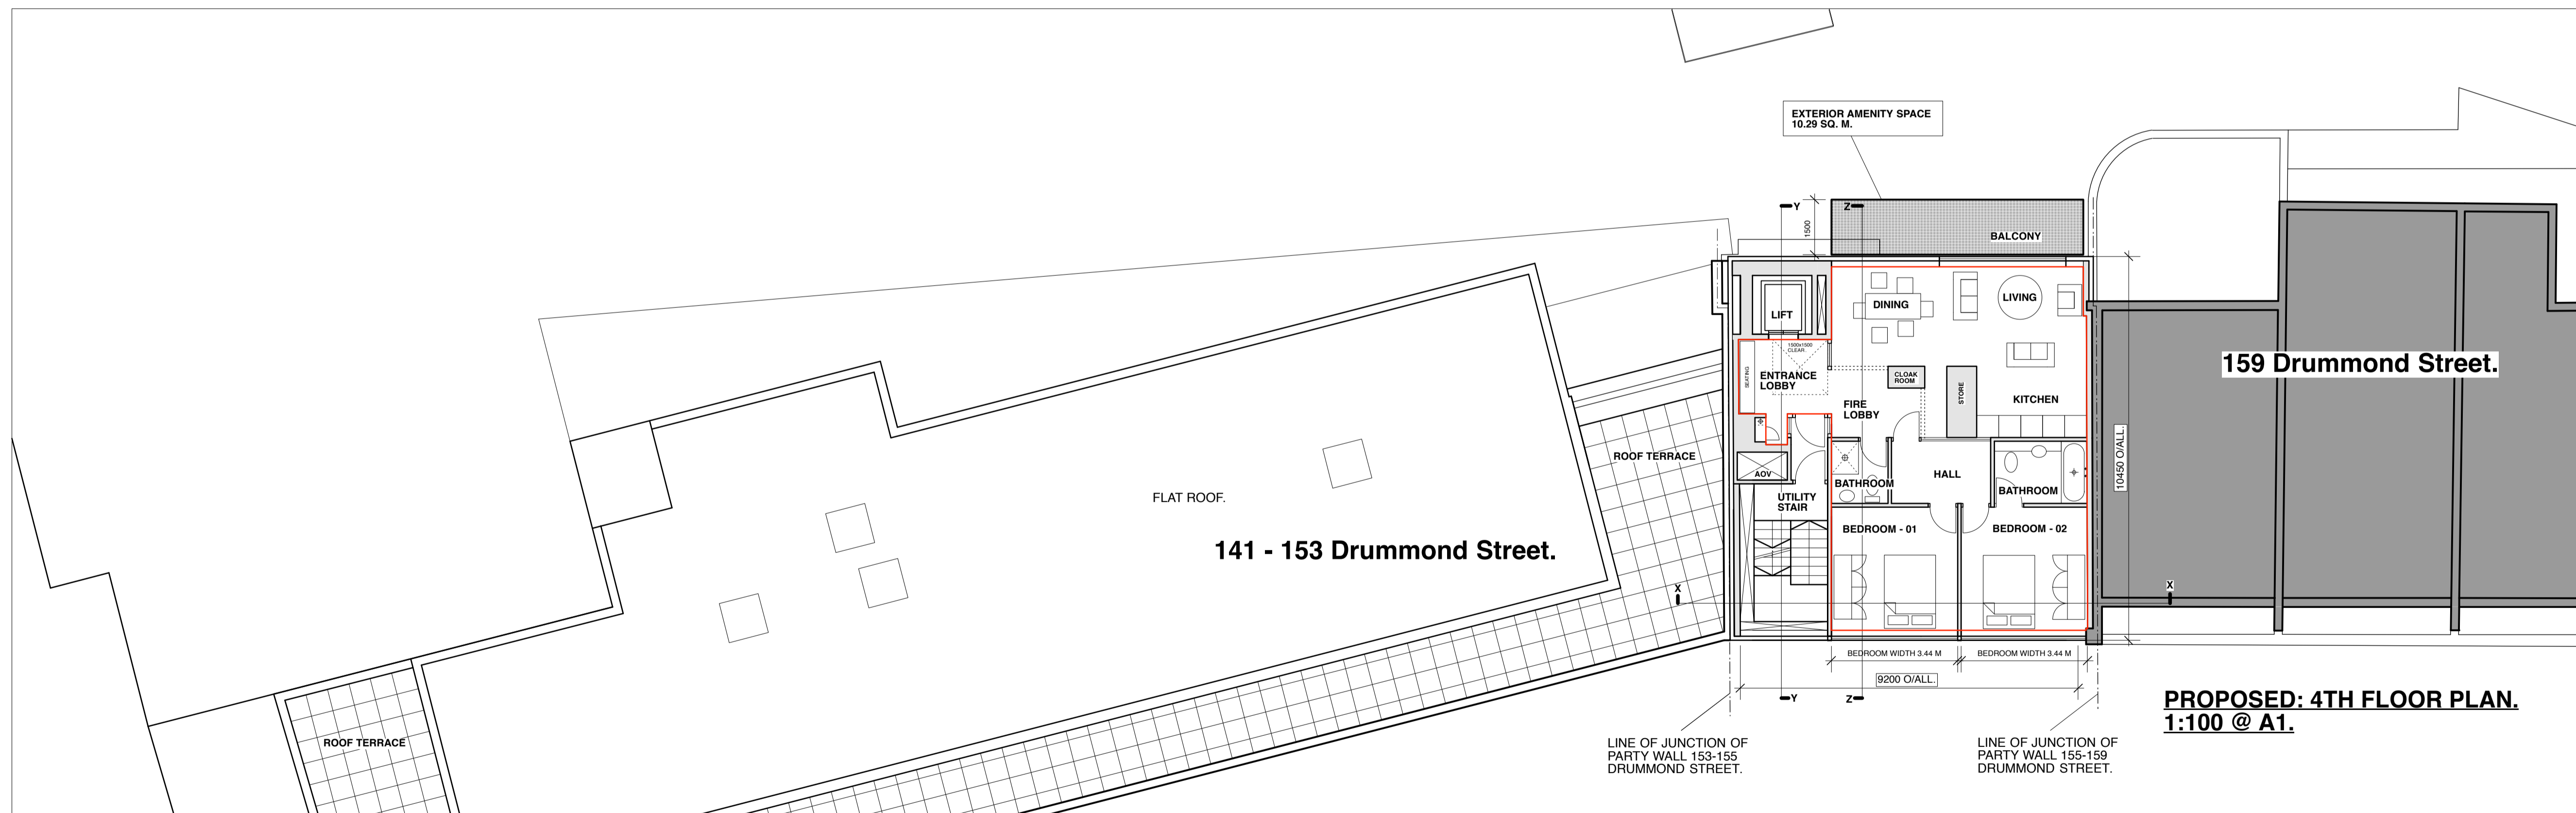 EXTERIOR AMENITY SPACE
10.29 SQ. M.
Y
Z
1500
BALCONY
LIFT
DINING
LIVING
1500x1500
CLEAR.
SEATING
ENTRANCE
LOBBY
CLOAK
ROOM
STORE
FIRE
LOBBY
KITCHEN
159 Drummond Street.
10450 O/ALL.
ROOF TERRACE
AOV
HALL
BATHROOM
BATHROOM
UTILITY
STAIR
FLAT ROOF.
141 - 153 Drummond Street.
BEDROOM - 01
BEDROOM - 02
X
X
BEDROOM WIDTH 3.44 M
BEDROOM WIDTH 3.44 M
9200 O/ALL.
Y
Z
PROPOSED: 4TH FLOOR PLAN.
1:100 @ A1.
ROOF TERRACE
LINE OF JUNCTION OF
PARTY WALL 153-155
DRUMMOND STREET.
LINE OF JUNCTION OF
PARTY WALL 155-159
DRUMMOND STREET.